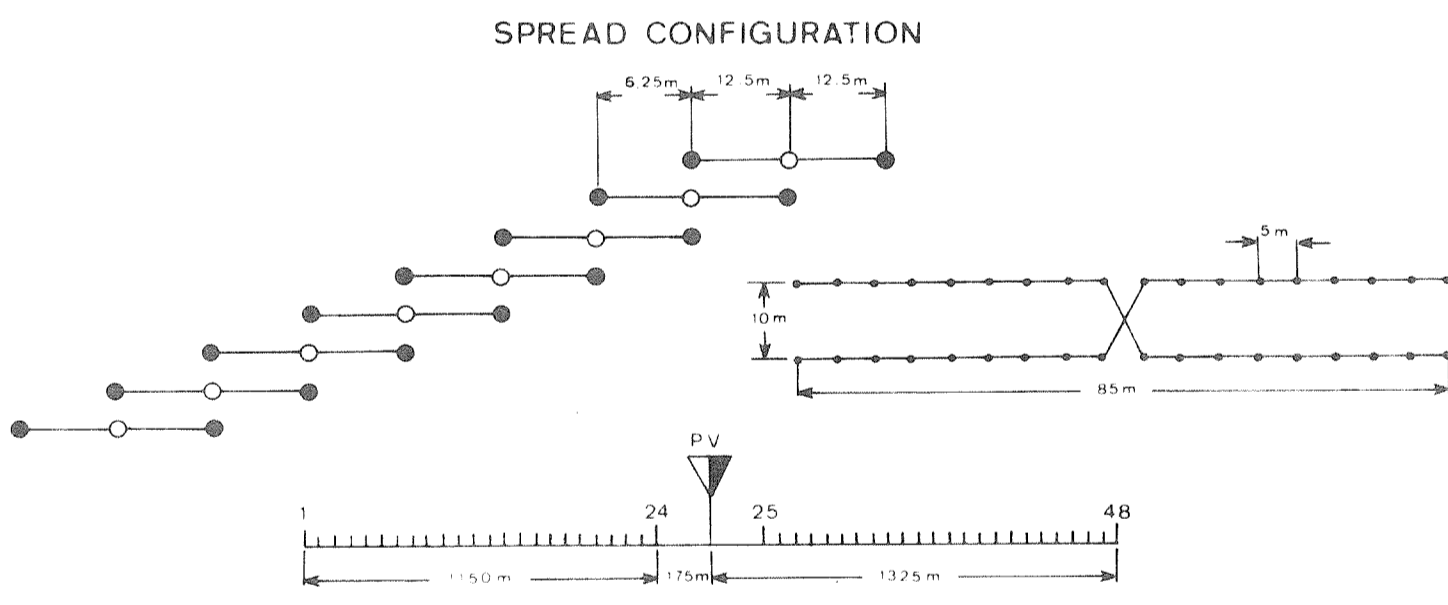 SPREAD CONFIGURATION
6.25m 12.5m 12.5m
5 m
10 m
85 m
PV
1 24 25 48
1150 m 175m 1325 m